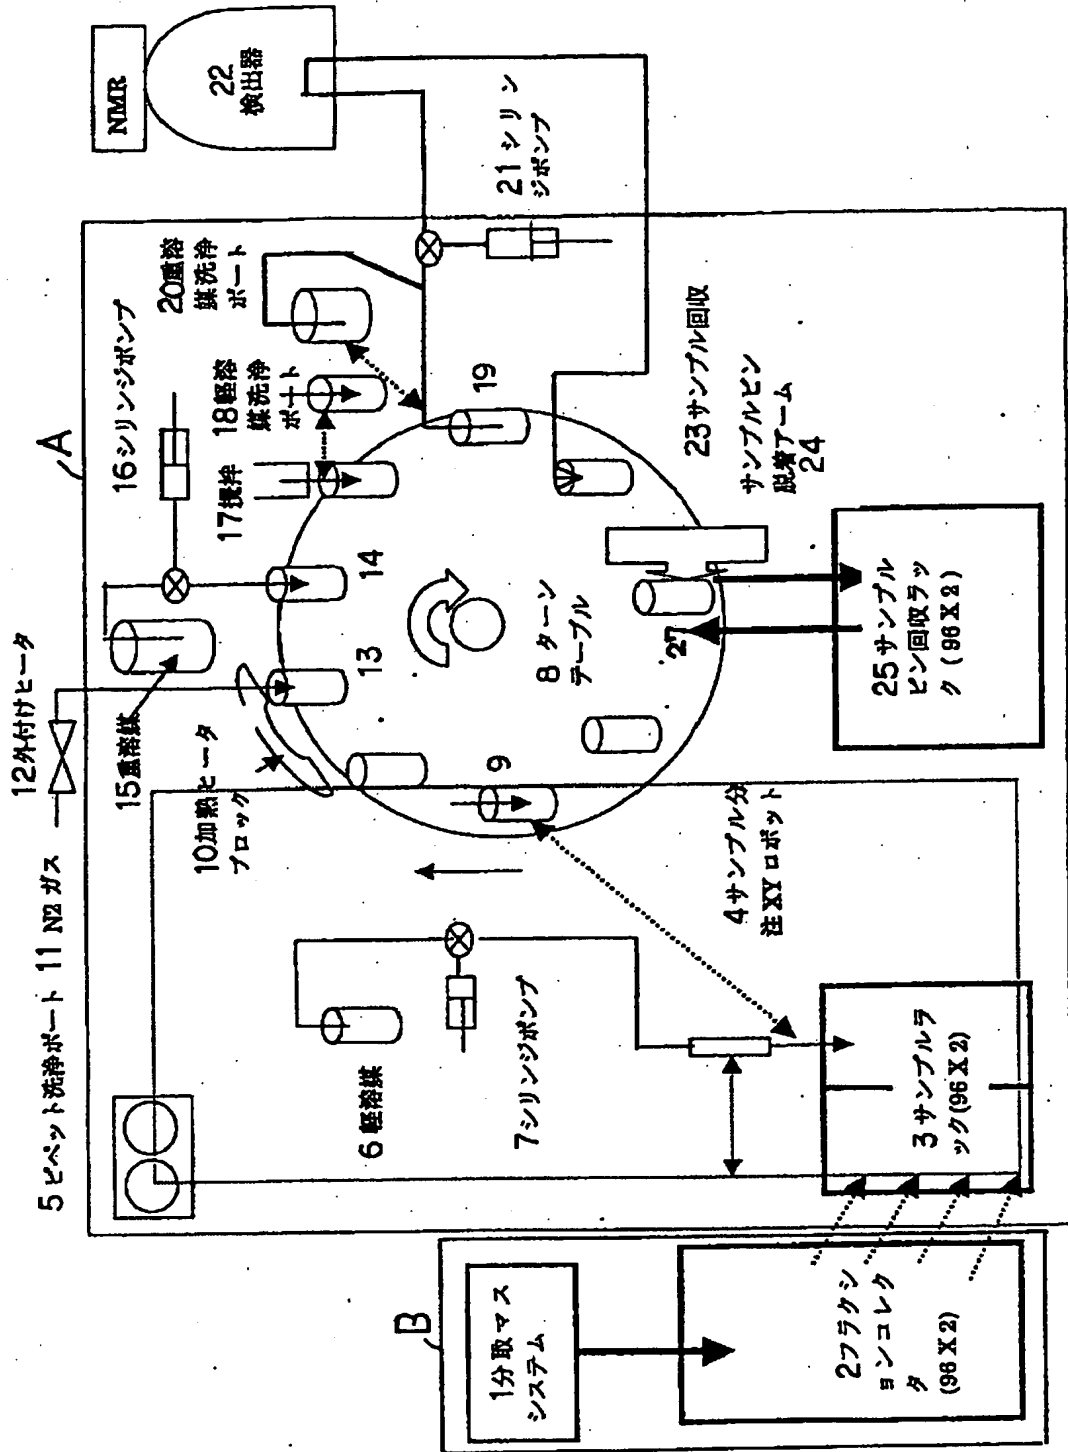 NMR
22
検出器
21シリン
ジポンプ
20重溶
媒洗浄
ポート
18軽溶
媒洗浄
ポート
17攪拌
16シリンジポンプ
A
19
14
13
12外付けヒータ
15重溶媒
10加熱ヒータ
ブロック
11 N2 ガス
5ピペット洗浄ポート
9
8ターン
テーブル
23サンプル回収
サンプルビン
脱着アーム
24
27
25サンプル
ビン回収ラッ
ク(96X2)
4サンプル分
注XYロボット
6軽溶媒
7シリンジポンプ
3サンプルラ
ック(96X2)
B
1分取マス
システム
2フラクシ
ョンコレク
タ
(96X2)